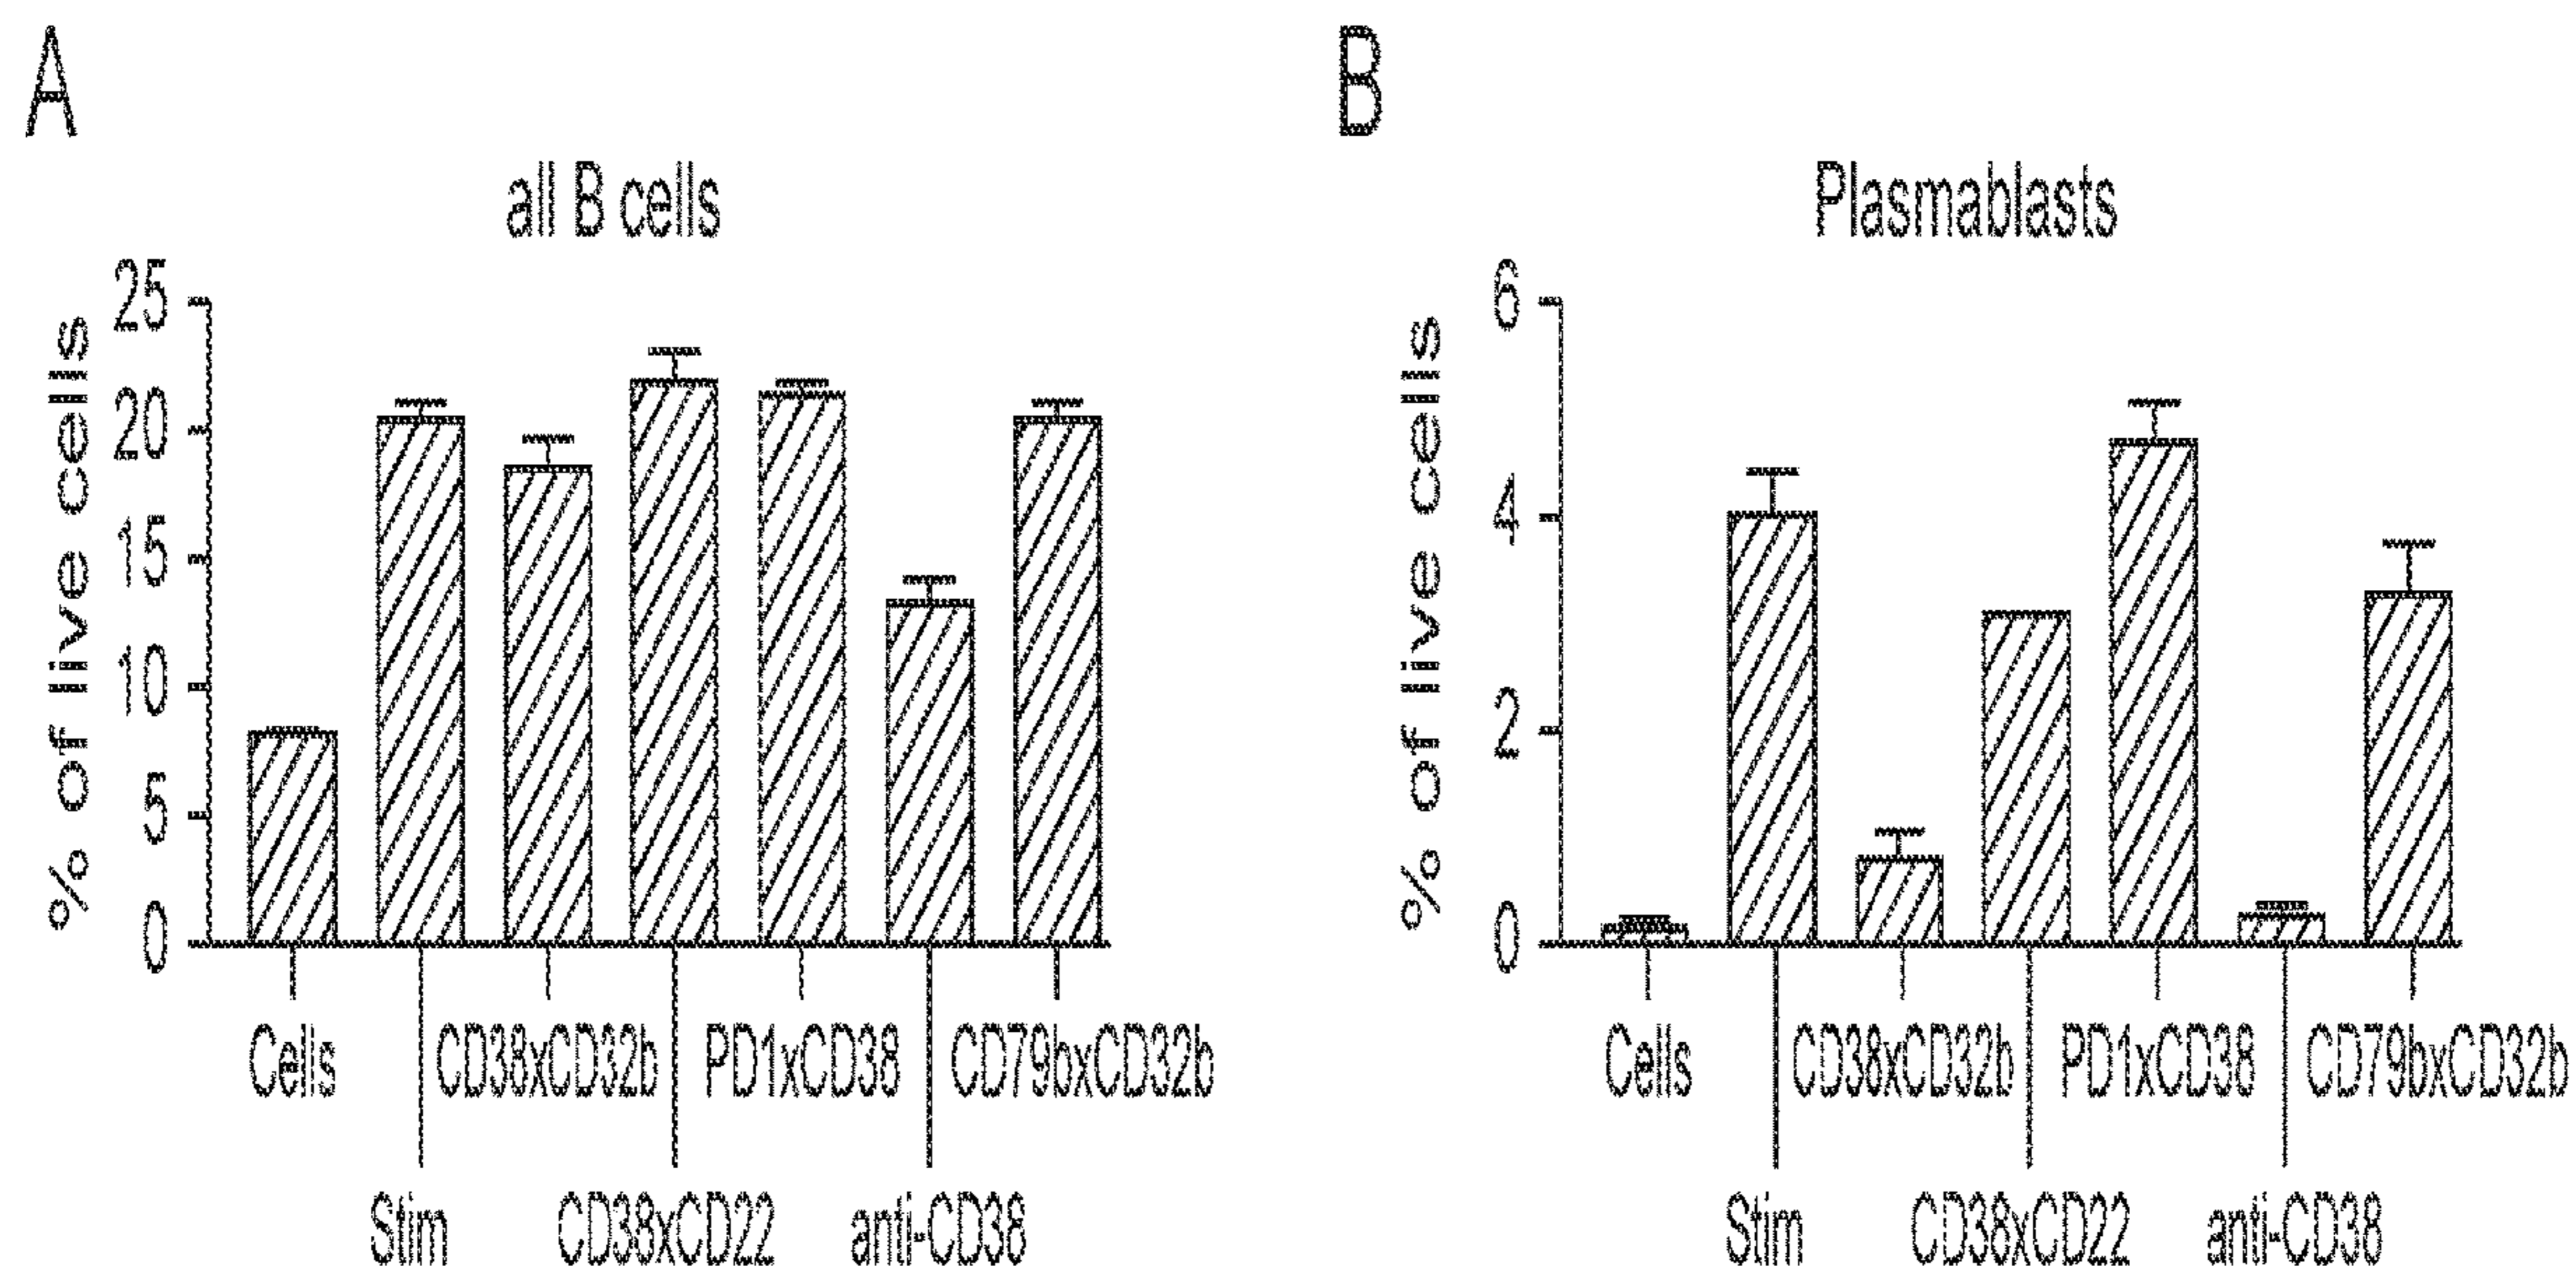 A
all B cells
% of live cells
25
20
15
10
5
0
Cells
CD38xCD32b
PD1xCD38
CD79bxCD32b
Stim
CD38xCD22
anti-CD38
B
Plasmablasts
% of live cells
6
4
2
0
Cells
CD38xCD32b
PD1xCD38
CD79bxCD32b
Stim
CD38xCD22
anti-CD38